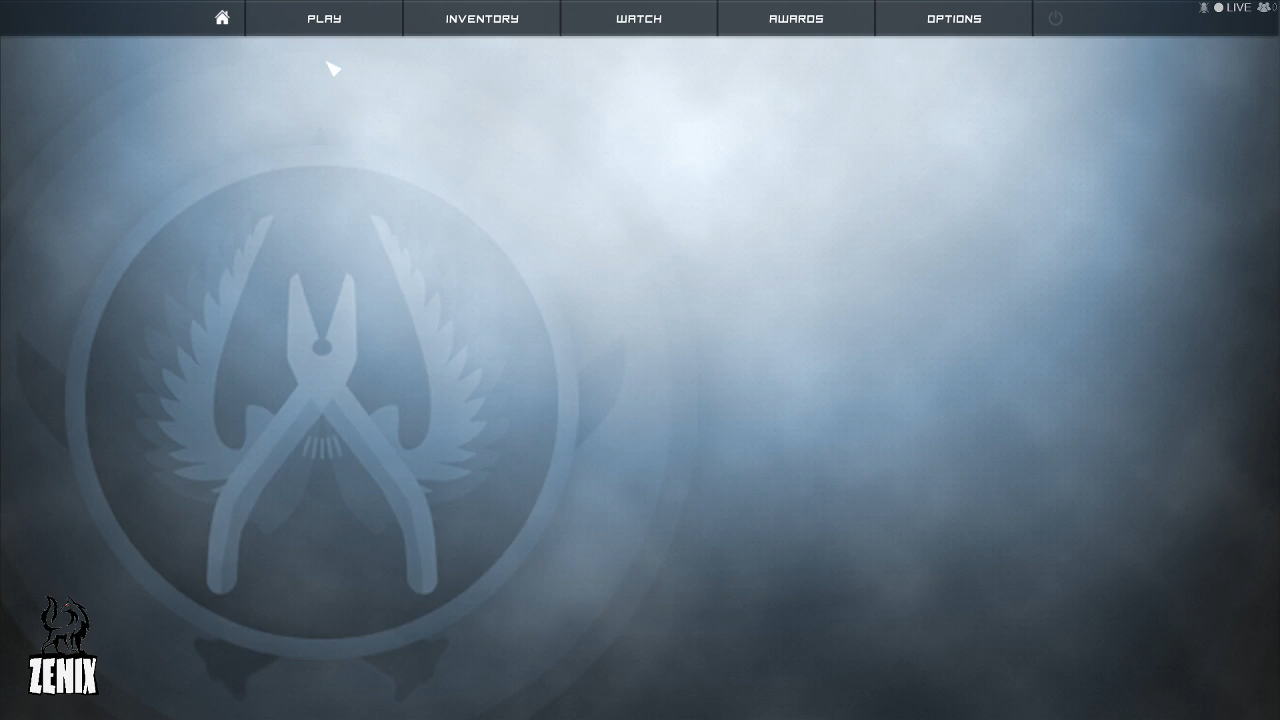 PLAY
INVENTORY
WATCH
AWARDS
OPTIONS
LIVE
ZENIX